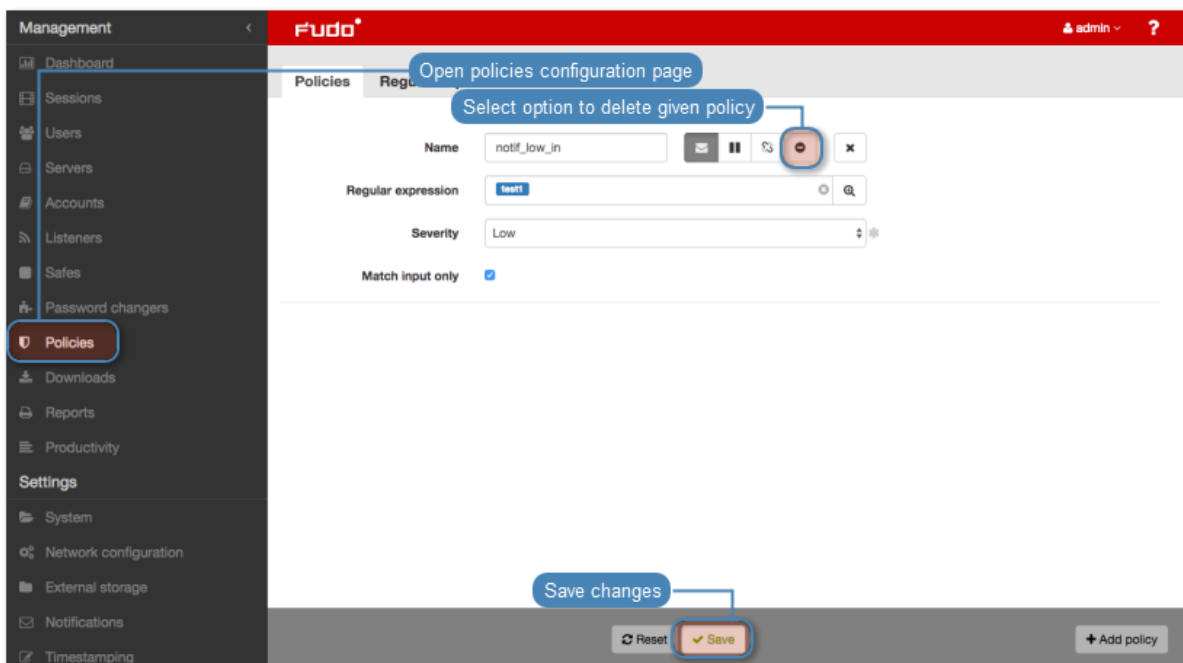 Management
Fudo
admin
?
Dashboard
Open policies configuration page
Policies
Regu
Sessions
Select option to delete given policy
Users
Name
notif_low_in
Servers
Regular expression
test1
Accounts
Listeners
Severity
Low
Safes
Match input only
Password changers
Policies
Downloads
Reports
Productivity
Settings
System
Network configuration
External storage
Save changes
Notifications
Reset
Save
Add policy
Timestamping